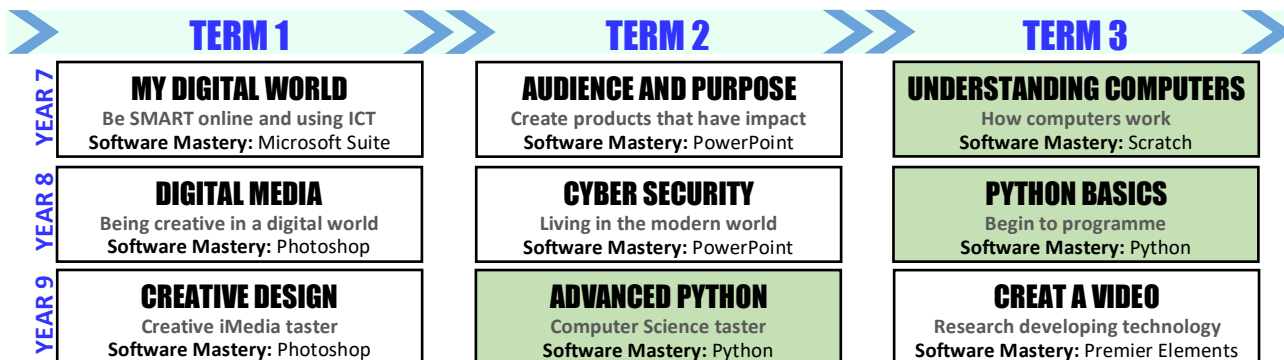 TERM 1
TERM 2
TERM 3
YEAR 7
MY DIGITAL WORLD
Be SMART online and using ICT
Software Mastery: Microsoft Suite
AUDIENCE AND PURPOSE
Create products that have impact
Software Mastery: PowerPoint
UNDERSTANDING COMPUTERS
How computers work
Software Mastery: Scratch
YEAR 8
DIGITAL MEDIA
Being creative in a digital world
Software Mastery: Photoshop
CYBER SECURITY
Living in the modern world
Software Mastery: PowerPoint
PYTHON BASICS
Begin to programme
Software Mastery: Python
YEAR 9
CREATIVE DESIGN
Creative iMedia taster
Software Mastery: Photoshop
ADVANCED PYTHON
Computer Science taster
Software Mastery: Python
CREAT A VIDEO
Research developing technology
Software Mastery: Premier Elements